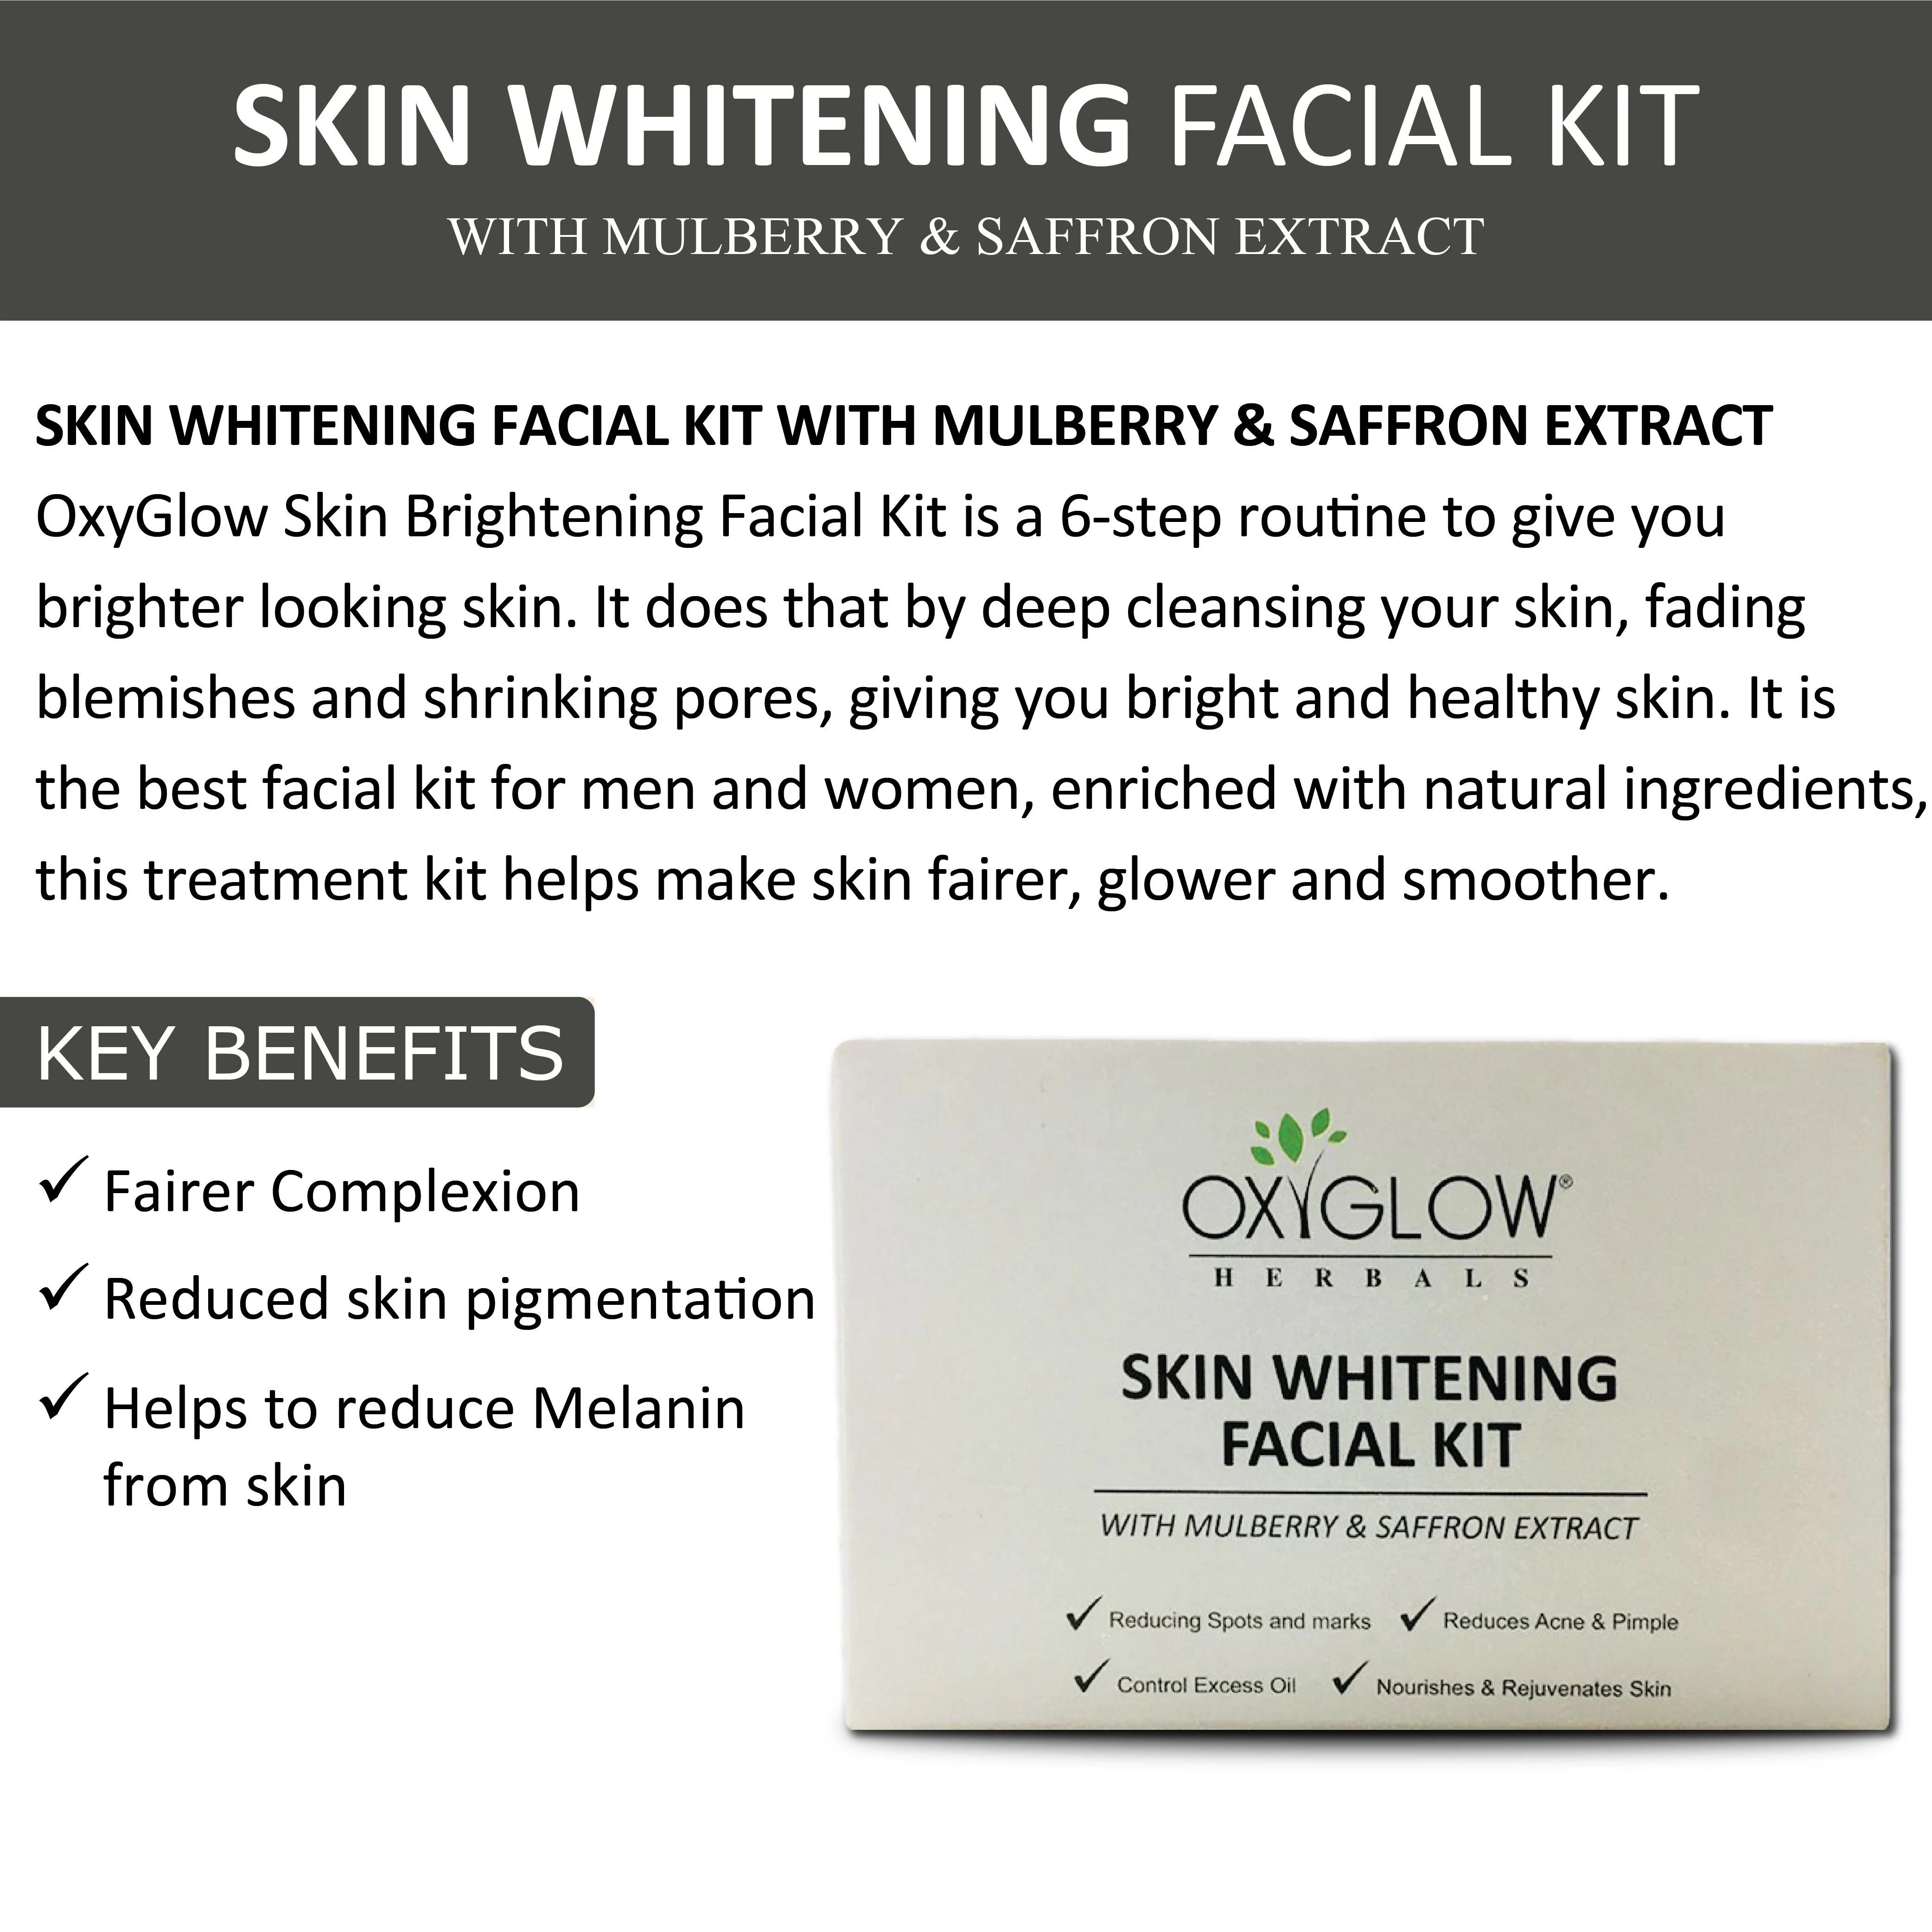 SKIN WHITENING FACIAL KIT
WITH MULBERRY & SAFFRON EXTRACT
SKIN WHITENING FACIAL KIT WITH MULBERRY & SAFFRON EXTRACT
OxyGlow Skin Brightening Facial Kit is a 6-step routine to give you
brighter looking skin. It does that by deep cleansing your skin, fading
blemishes and shrinking pores, giving you bright and healthy skin. It is
the best facial kit for men and women, enriched with natural ingredients,
this treatment kit helps make skin fairer, glower and smoother.
KEY BENEFITS
✓ Fairer Complexion
✓ Reduced skin pigmentation
✓ Helps to reduce Melanin
from skin
OXYGLOW®
HERBALS
SKIN WHITENING
FACIAL KIT
WITH MULBERRY & SAFFRON EXTRACT
✓ Reducing Spots and marks ✓ Reduces Acne & Pimple
✓ Control Excess Oil ✓ Nourishes & Rejuvenates Skin